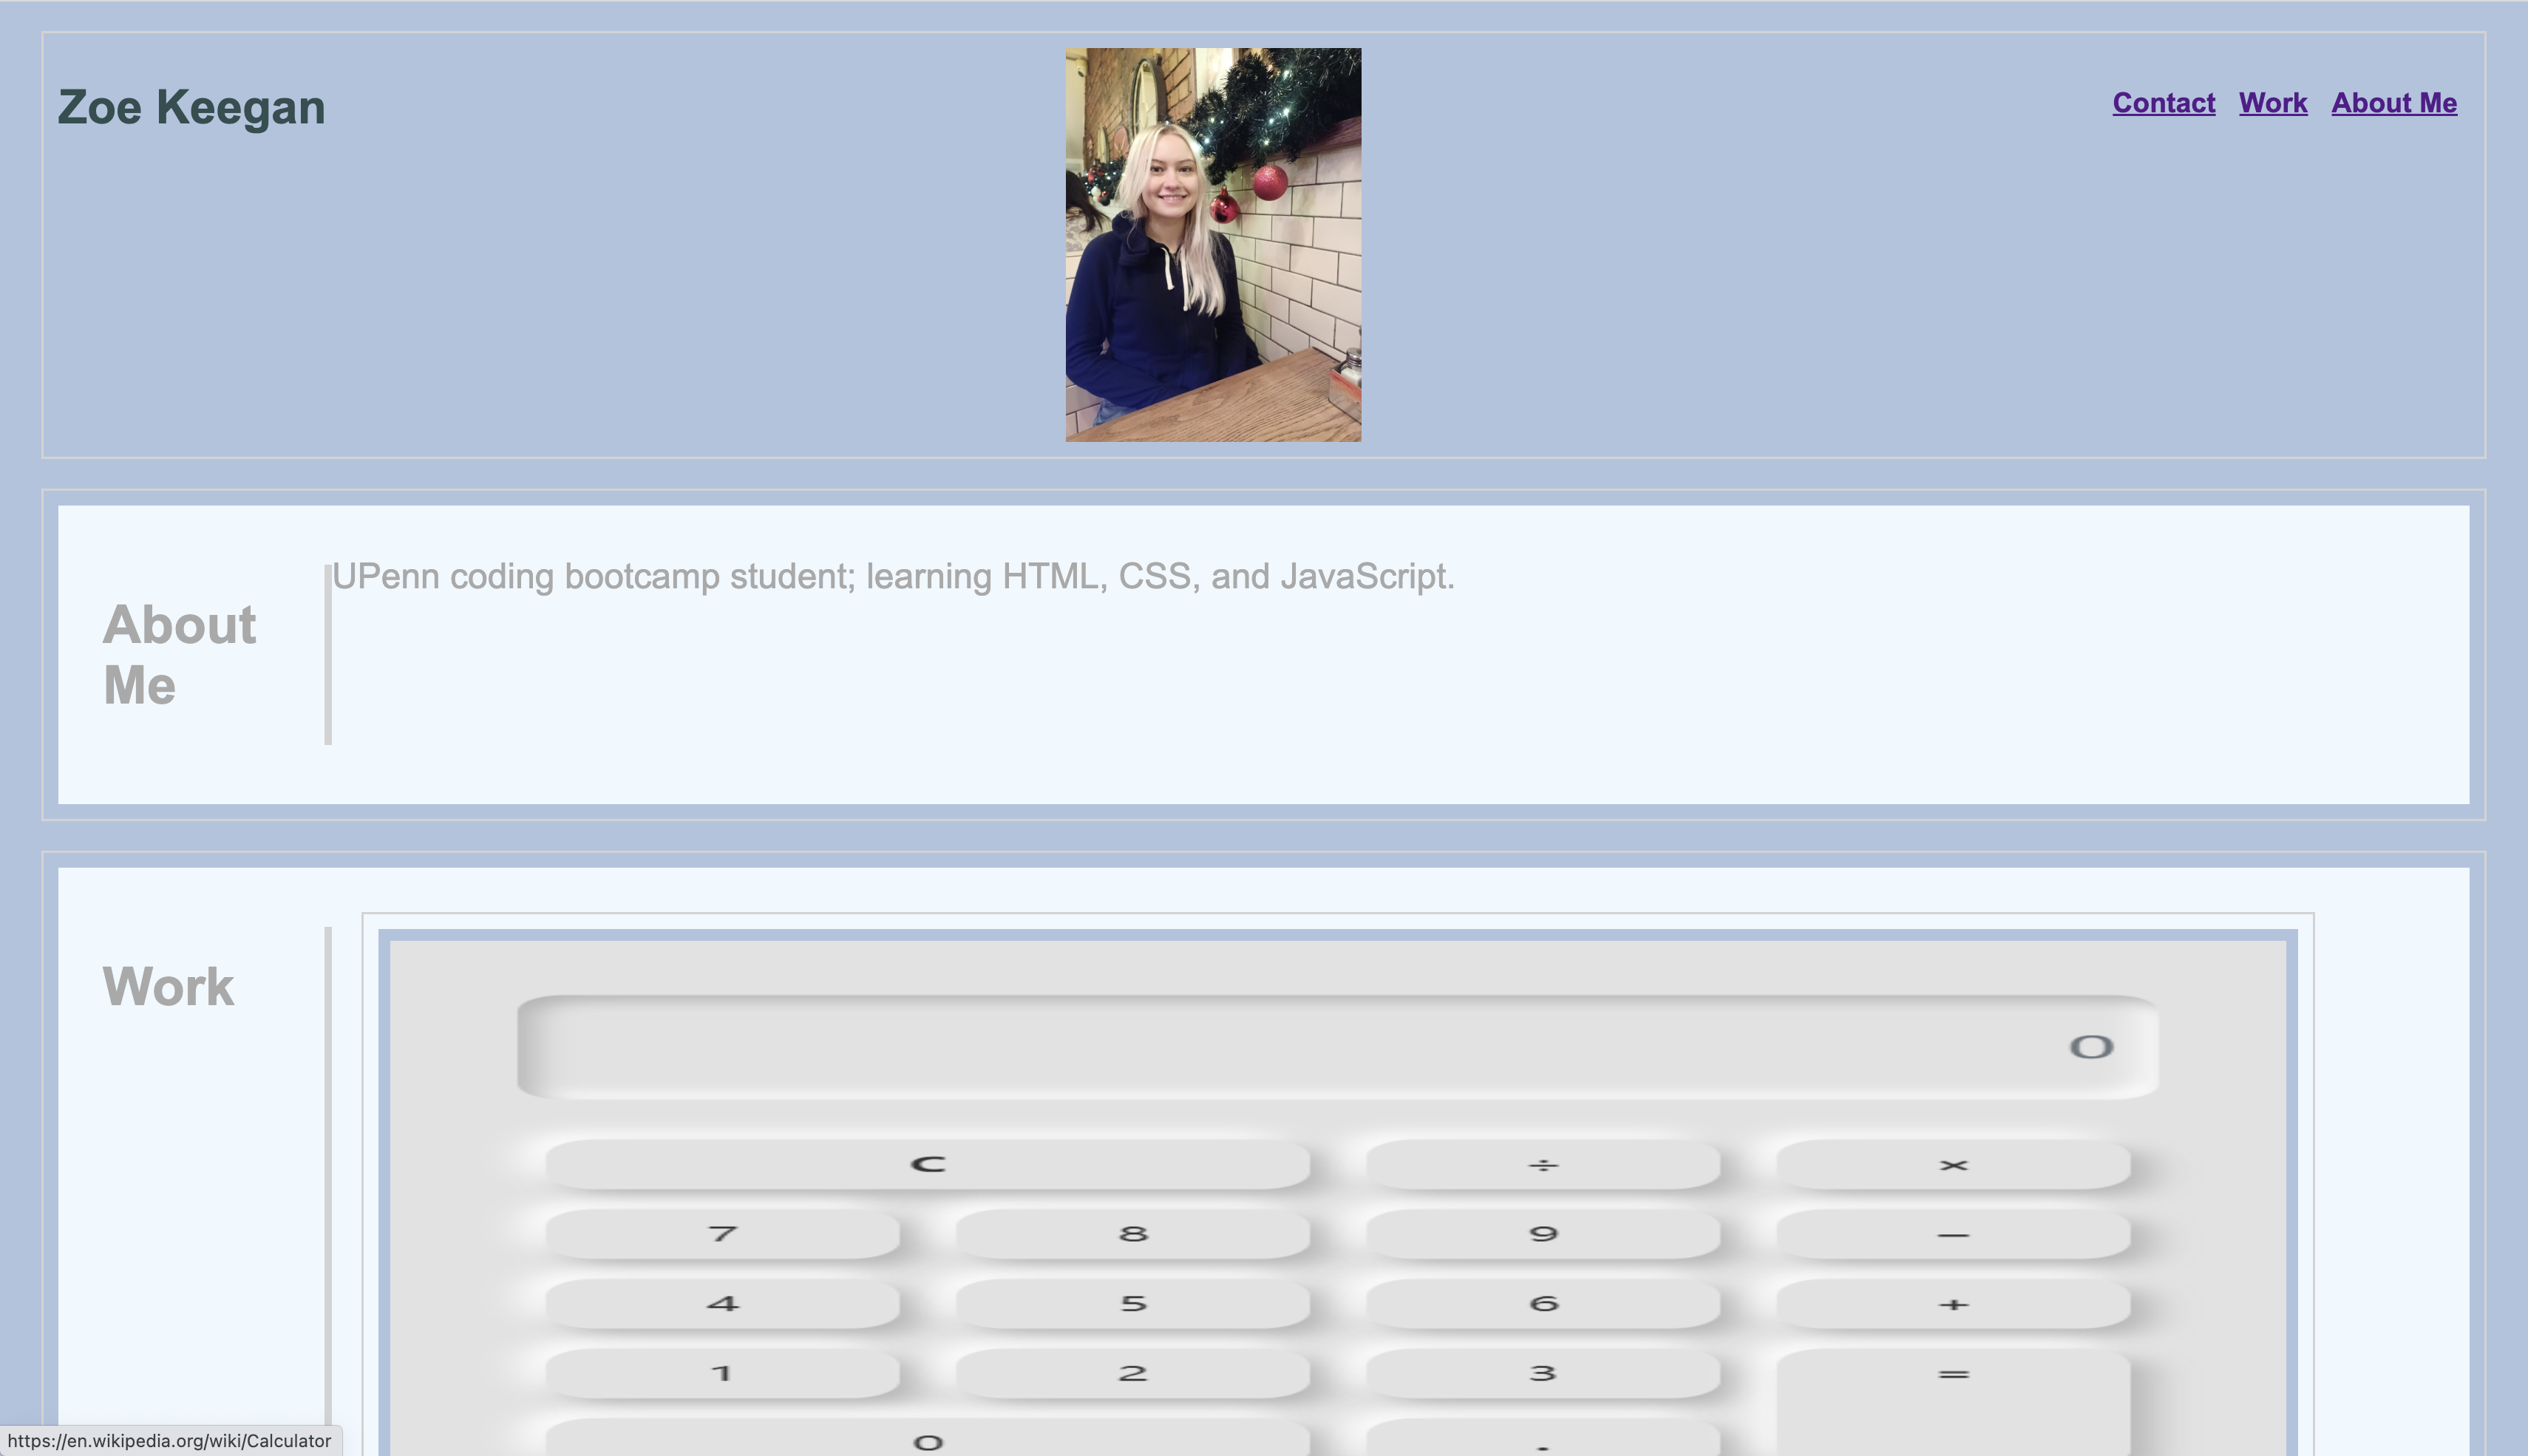 Zoe Keegan
Contact Work About Me
UPenn coding bootcamp student; learning HTML, CSS, and JavaScript.
About
Me
Work
0
C ÷ ×
7 8 9 −
4 5 6 +
1 2 3 =
0 .
https://en.wikipedia.org/wiki/Calculator